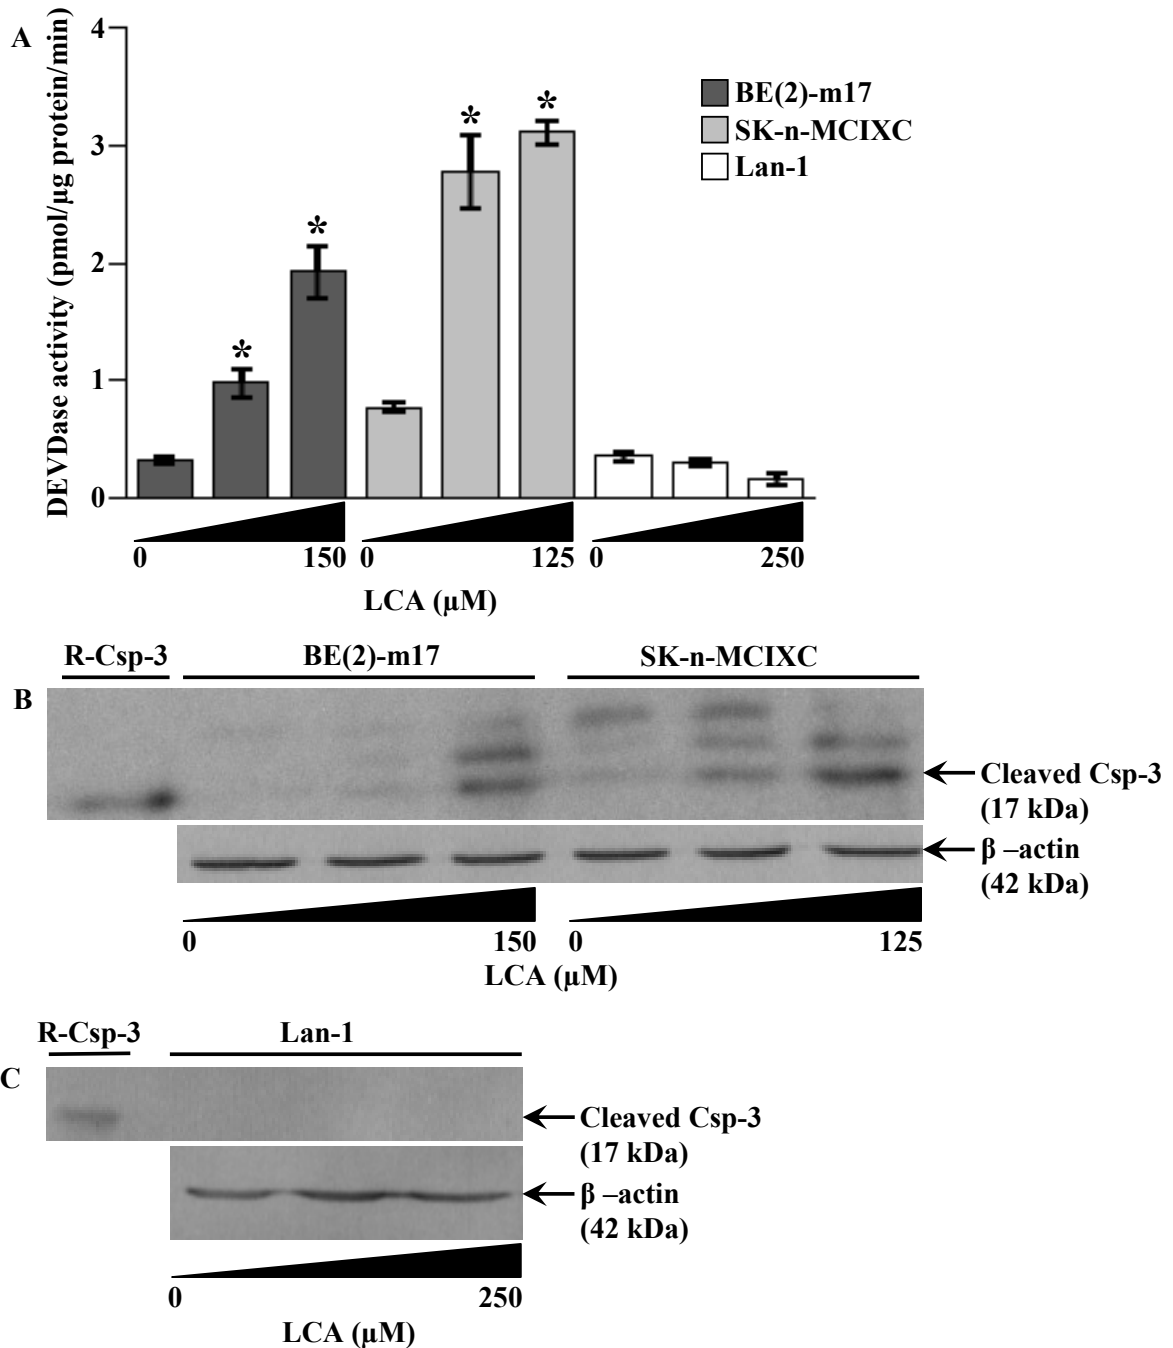 A
DEVDase activity (pmol/µg protein/min)
4
3
2
1
0
*
*
*
*
BE(2)-m17
SK-n-MCIXC
Lan-1
0 150 0 125 0 250
LCA (µM)
R-Csp-3 BE(2)-m17 SK-n-MCIXC
B
Cleaved Csp-3
(17 kDa)
β –actin
(42 kDa)
0 150 0 125
LCA (µM)
R-Csp-3 Lan-1
C
Cleaved Csp-3
(17 kDa)
β –actin
(42 kDa)
0 250
LCA (µM)